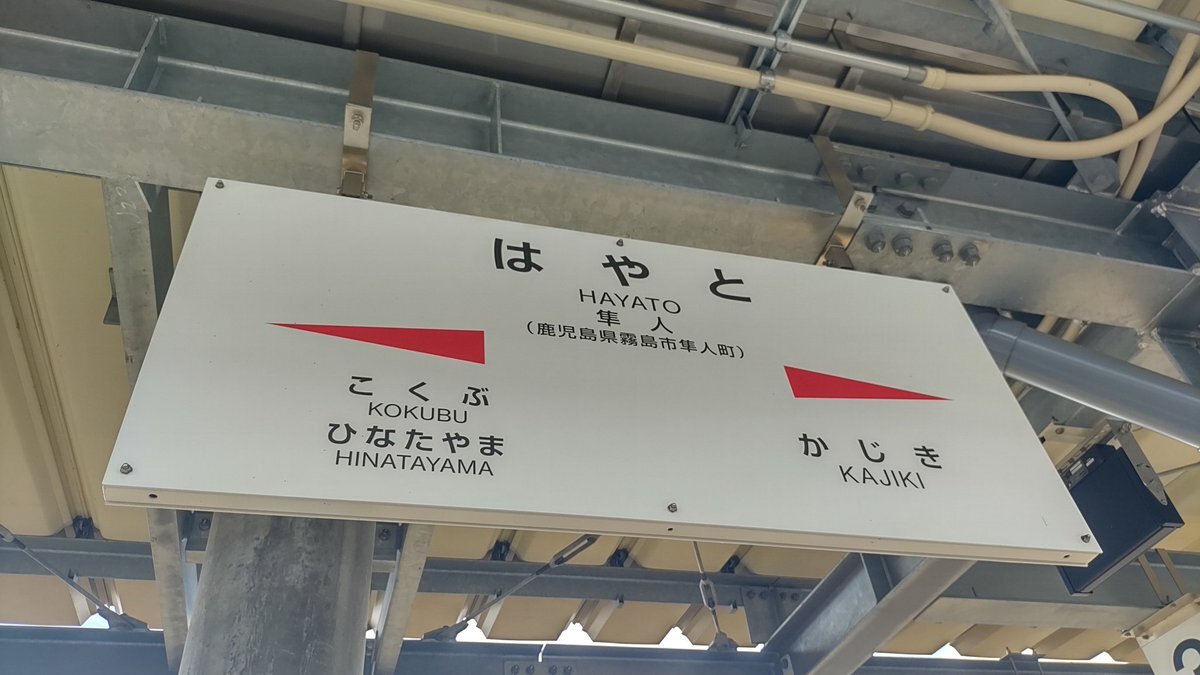 はやと
HAYATO
隼人
(鹿児島県霧島市隼人町)
こくぶ
KOKUBU
ひなたやま
HINATAYAMA
かじき
KAJIKI